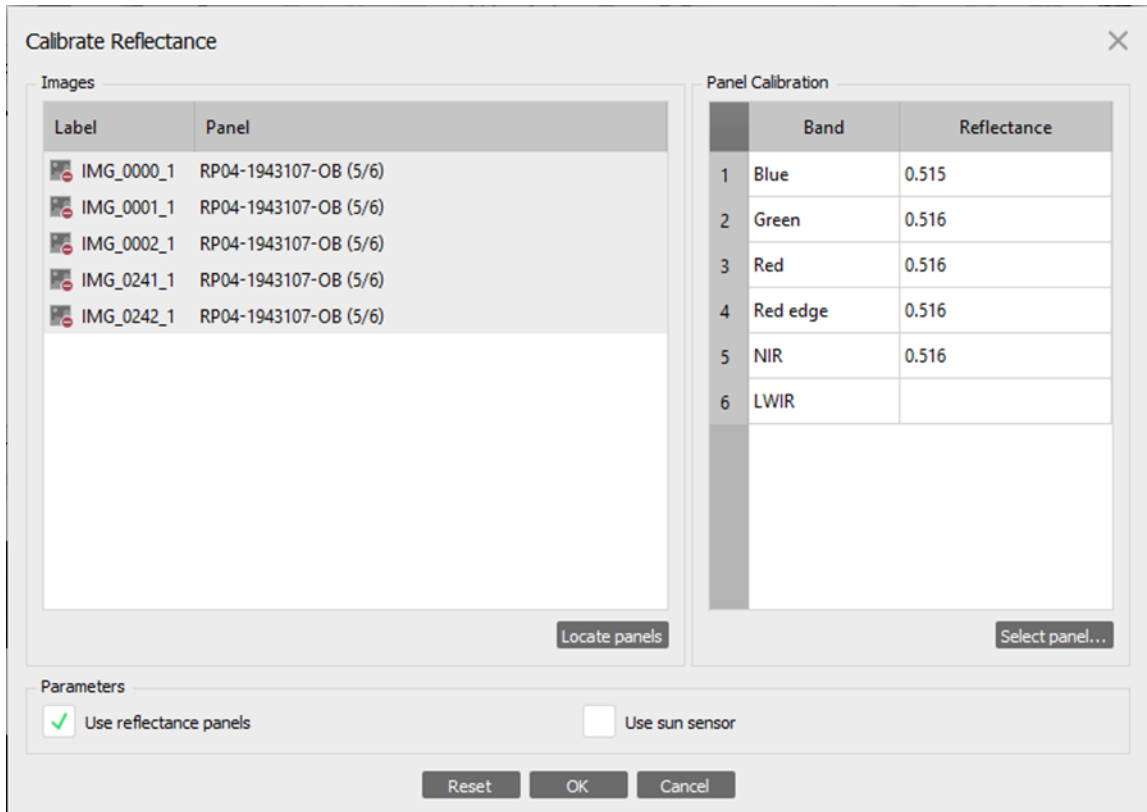 Calibrate Reflectance
Images
Label Panel
IMG_0000_1 RP04-1943107-OB (5/6)
IMG_0001_1 RP04-1943107-OB (5/6)
IMG_0002_1 RP04-1943107-OB (5/6)
IMG_0241_1 RP04-1943107-OB (5/6)
IMG_0242_1 RP04-1943107-OB (5/6)
Locate panels
Panel Calibration
Band Reflectance
1 Blue 0.515
2 Green 0.516
3 Red 0.516
4 Red edge 0.516
5 NIR 0.516
6 LWIR
Select panel...
Parameters
Use reflectance panels Use sun sensor
Reset OK Cancel